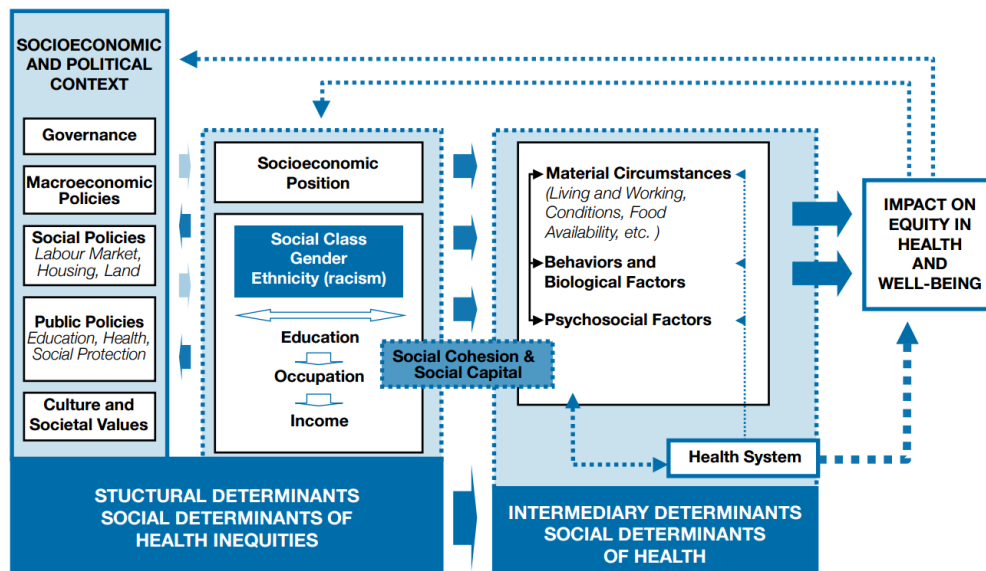 SOCIOECONOMIC
AND POLITICAL
CONTEXT
Governance
Macroeconomic
Policies
Social Policies
Labour Market,
Housing, Land
Public Policies
Education, Health,
Social Protection
Culture and
Societal Values
Socioeconomic
Position
Social Class
Gender
Ethnicity (racism)
Education
Occupation
Income
Social Cohesion &
Social Capital
Material Circumstances
(Living and Working,
Conditions, Food
Availability, etc. )
Behaviors and
Biological Factors
Psychosocial Factors
Health System
IMPACT ON
EQUITY IN
HEALTH
AND
WELL-BEING
STUCTURAL DETERMINANTS
SOCIAL DETERMINANTS OF
HEALTH INEQUITIES
INTERMEDIARY DETERMINANTS
SOCIAL DETERMINANTS
OF HEALTH